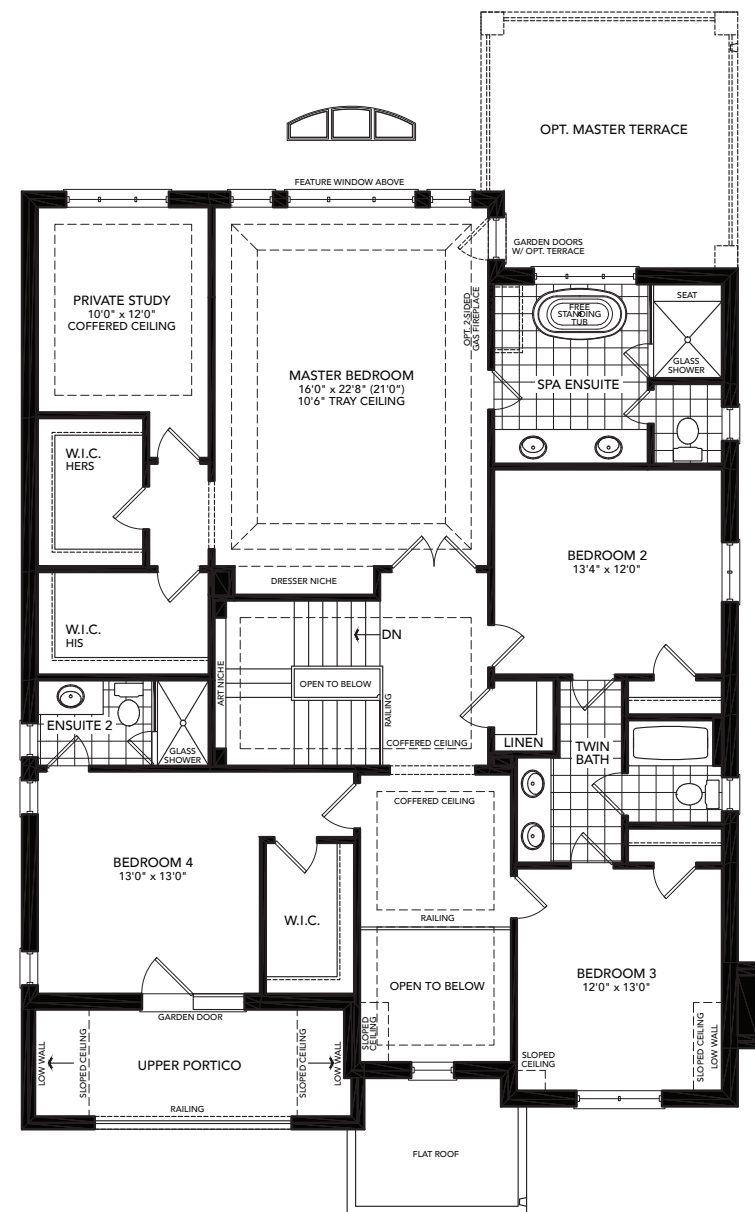 OPT. MASTER TERRACE
FEATURE WINDOW ABOVE
GARDEN DOORS
W/ OPT. TERRACE
PRIVATE STUDY
10'0" x 12'0"
COFFERED CEILING
MASTER BEDROOM
16'0" x 22'8" (21'0")
10'6" TRAY CEILING
OPT. 2-SIDED
GAS FIREPLACE
FREE
STANDING
TUB
SEAT
GLASS
SHOWER
SPA ENSUITE
W.I.C.
HERS
W.I.C.
HIS
DRESSER NICHE
BEDROOM 2
13'4" x 12'0"
DN
ART NICHE
OPEN TO BELOW
RAILING
COFFERED CEILING
LINEN
TWIN
BATH
ENSUITE 2
GLASS
SHOWER
COFFERED CEILING
RAILING
OPEN TO BELOW
SLOPED
CEILING
BEDROOM 4
13'0" x 13'0"
W.I.C.
GARDEN DOOR
BEDROOM 3
12'0" x 13'0"
SLOPED
CEILING
SLOPED CEILING
LOW WALL
LOW WALL
SLOPED CEILING
UPPER PORTICO
SLOPED CEILING
LOW WALL
RAILING
FLAT ROOF